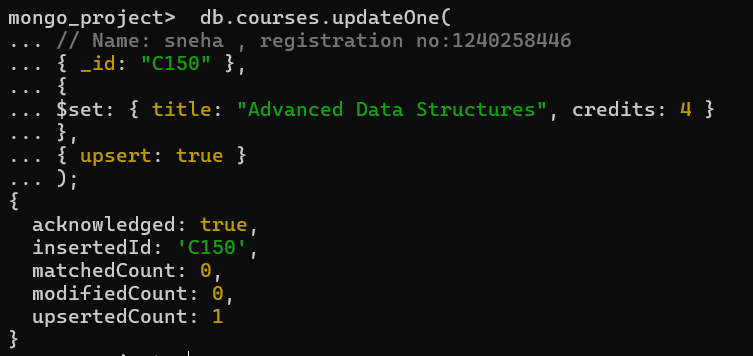 mongo_project>  db.courses.updateOne(
... // Name: sneha , registration no:1240258446
... { _id: "C150" },
... {
... $set: { title: "Advanced Data Structures", credits: 4 }
... },
... { upsert: true }
... );
{
  acknowledged: true,
  insertedId: 'C150',
  matchedCount: 0,
  modifiedCount: 0,
  upsertedCount: 1
}